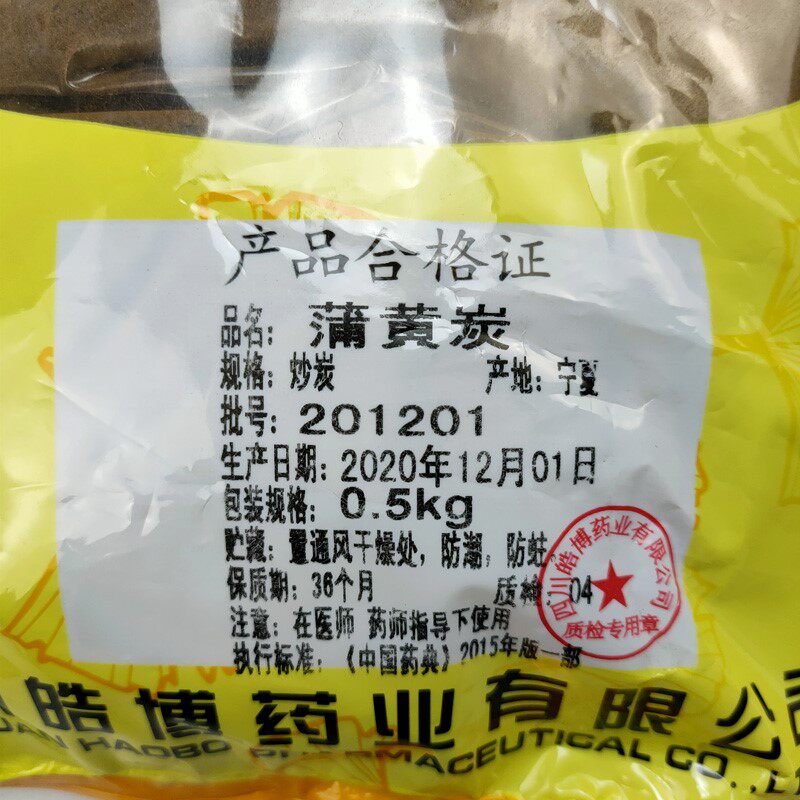 产品合格证
品名：蒲黄炭
规格：炒炭 产地：宁夏
批号：201201
生产日期：2020年12月01日
包装规格：0.5kg
贮藏：置通风干燥处，防潮，防蛀。
保质期：36个月 质检：04
注意：在医师 药师指导下使用
执行标准：《中国药典》2015年版一部
四川皓博药业有限公司
质检专用章
皓博药业有限公司
UAN HAOBO PHARMACEUTICAL CO.,L